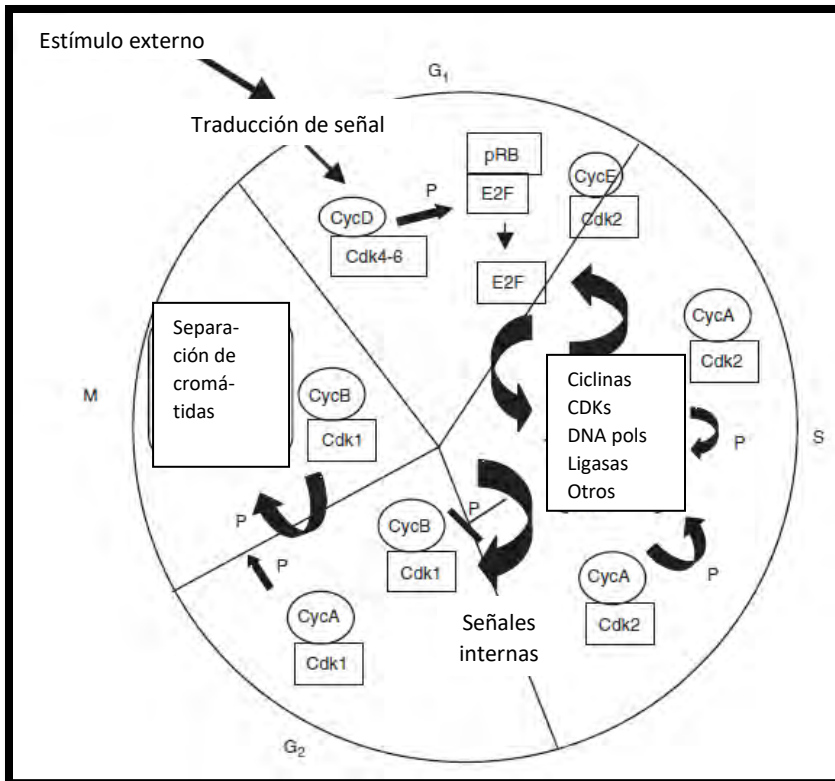 Estímulo externo
G₁
Traducción de señal
pRB
E2F
P
CycE
Cdk2
CycD
Cdk4-6
E2F
CycA
Cdk2
Separa-
ción de
cromá-
tidas
M
CycB
Cdk1
Ciclinas
CDKs
DNA pols
Ligasas
Otros
P
S
P
P
CycB
Cdk1
P
P
CycA
Cdk2
CycA
Cdk1
Señales
internas
G₂